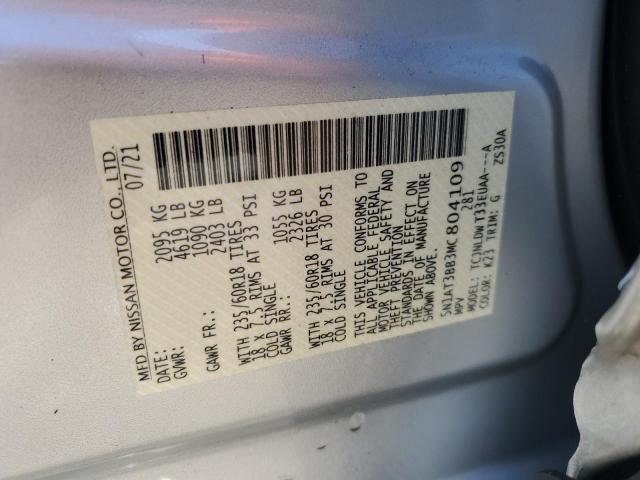 MFD BY NISSAN MOTOR CO., LTD.
DATE: 07/21
GVWR: 2095 KG
4619 LB
GAWR FR.: 1090 KG
2403 LB
WITH 235/60R18 TIRES
18 x 7.5 RIMS AT 33 PSI
COLD SINGLE
GAWR RR.: 1055 KG
2326 LB
WITH 235/60R18 TIRES
18 x 7.5 RIMS AT 30 PSI
COLD SINGLE
THIS VEHICLE CONFORMS TO
ALL APPLICABLE FEDERAL
MOTOR VEHICLE SAFETY AND
THEFT PREVENTION
STANDARDS IN EFFECT ON
THE DATE OF MANUFACTURE
SHOWN ABOVE.
5N1AT3BB3MC804109
MPV 281
MODEL: TCJNLDWT33EUAA---A
COLOR: K23 TRIM: G ZS30A